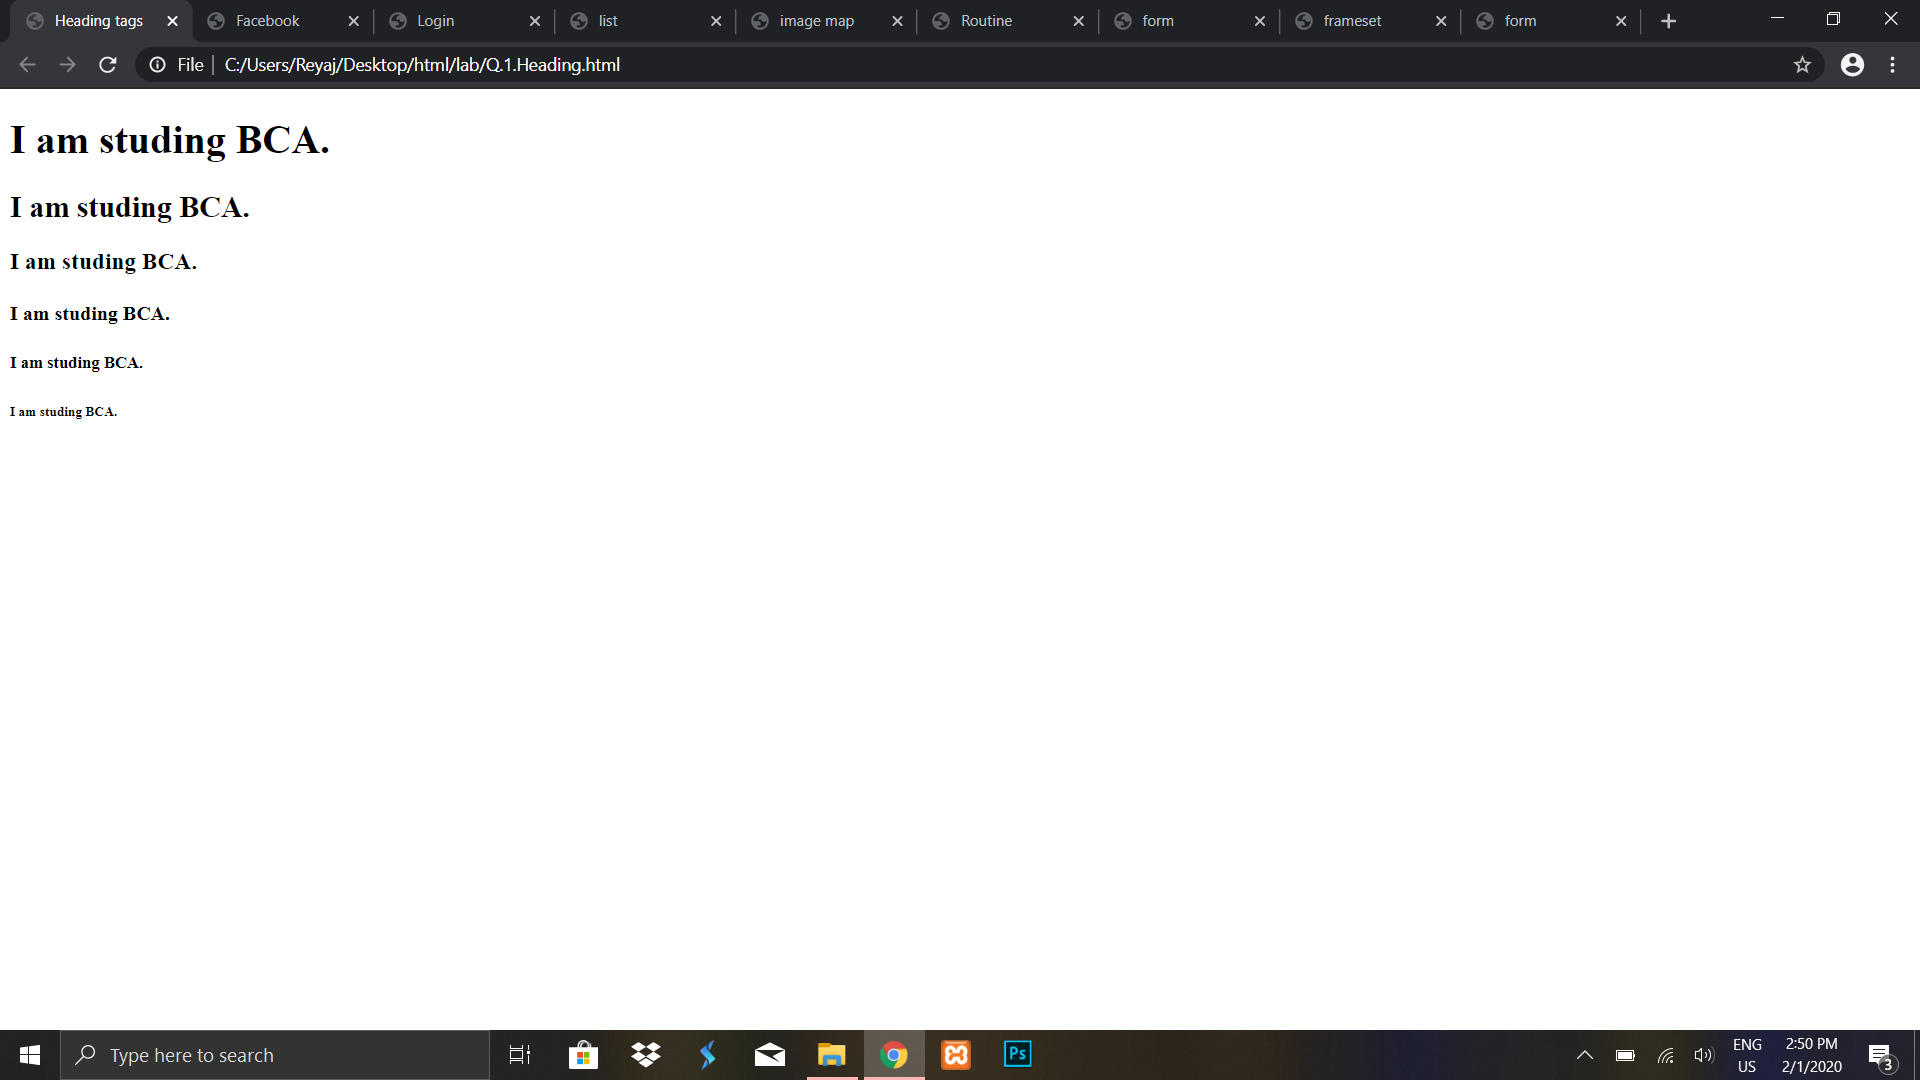 Heading tags Facebook Login list image map Routine form frameset form
File C:/Users/Reyaj/Desktop/html/lab/Q.1.Heading.html
I am studing BCA.
I am studing BCA.
I am studing BCA.
I am studing BCA.
I am studing BCA.
I am studing BCA.
Type here to search
Ps
ENG
US
2:50 PM
2/1/2020
3